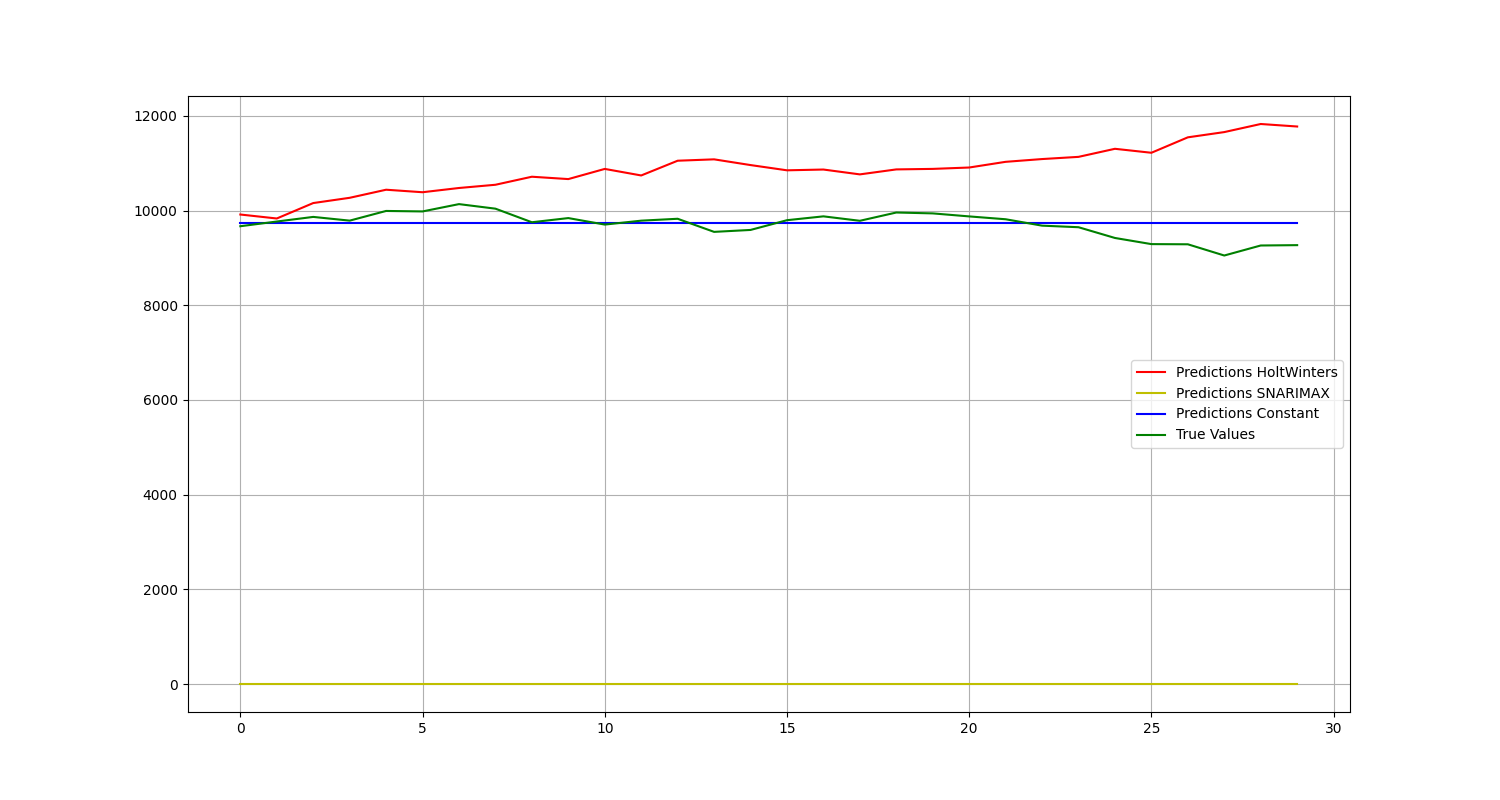 12000
10000
8000
6000
4000
2000
0
0 5 10 15 20 25 30
Predictions HoltWinters
Predictions SNARIMAX
Predictions Constant
True Values